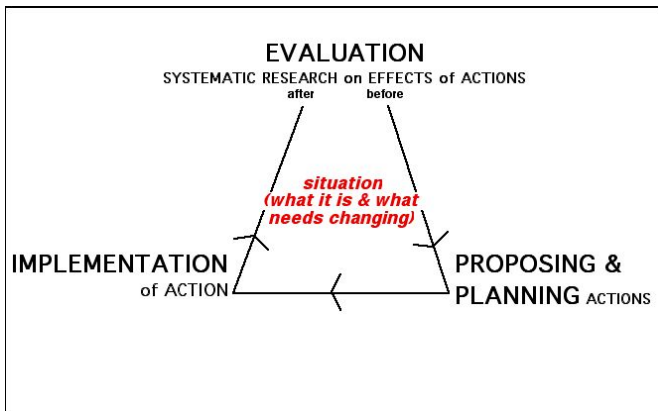 EVALUATION
SYSTEMATIC RESEARCH on EFFECTS of ACTIONS
after before
situation
(what it is & what
needs changing)
IMPLEMENTATION
of ACTION
PROPOSING &
PLANNING ACTIONS